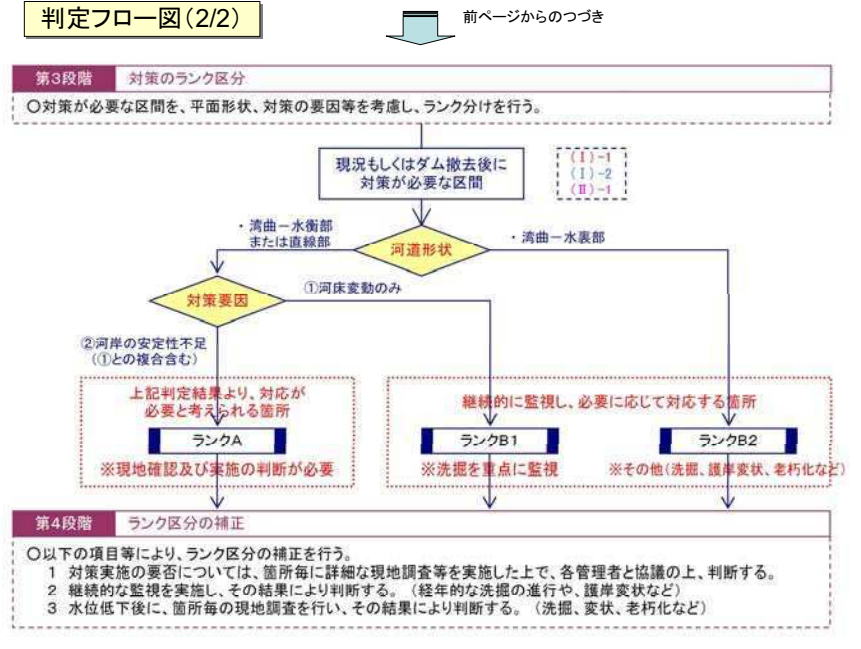 判定フロー図(2/2)
前ページからのつづき
第3段階 対策のランク区分
○対策が必要な区間を、平面形状、対策の要因等を考慮し、ランク分けを行う。
現況もしくはダム撤去後に
対策が必要な区間
(Ⅰ)-1
(Ⅰ)-2
(Ⅱ)-1
・湾曲-水衝部
または直線部
河道形状
・湾曲-水裏部
対策要因
①河床変動のみ
②河岸の安定性不足
(①との複合含む)
上記判定結果より、対応が
必要と考えられる箇所
継続的に監視し、必要に応じて対応する箇所
ランクA
ランクB1
ランクB2
※現地確認及び実施の判断が必要
※洗掘を重点に監視
※その他(洗掘、護岸変状、老朽化など)
第4段階 ランク区分の補正
○以下の項目等により、ランク区分の補正を行う。
1 対策実施の要否については、箇所毎に詳細な現地調査等を実施した上で、各管理者と協議の上、判断する。
2 継続的な監視を実施し、その結果により判断する。(経年的な洗掘の進行や、護岸変状など)
3 水位低下後に、箇所毎の現地調査を行い、その結果により判断する。(洗掘、変状、老朽化など)